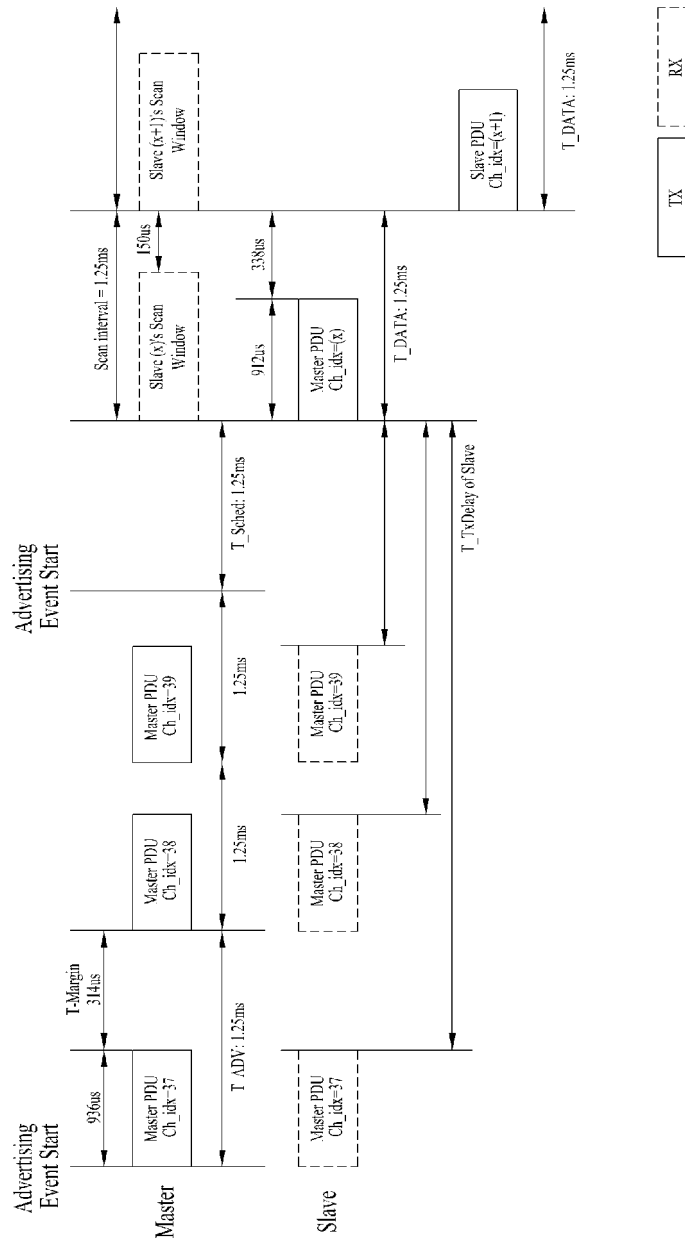 Advertising
Event Start
Advertising
Event Start
936us
T-Margin
314us
Scan interval = 1.25ms
Master
Master PDU
Ch_idx=37
Master PDU
Ch_idx=38
Master PDU
Ch_idx=39
Slave (x)'s Scan
Window
150us
Slave (x+1)'s Scan
Window
T_ADV: 1.25ms
1.25ms
1.25ms
T_Sched: 1.25ms
912us
338us
Slave
Master PDU
Ch_idx=37
Master PDU
Ch_idx=38
Master PDU
Ch_idx=39
Master PDU
Ch_idx=(x)
T_DATA: 1.25ms
T_TxDelay of Slave
Slave PDU
Ch_idx=(x+1)
T_DATA: 1.25ms
TX
RX